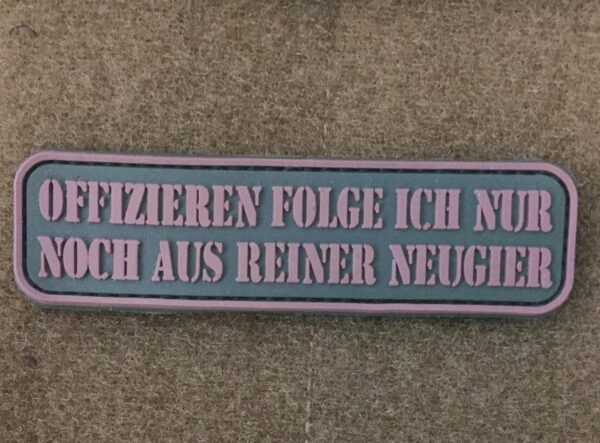 OFFIZIEREN FOLGE ICH NUR
NOCH AUS REINER NEUGIER